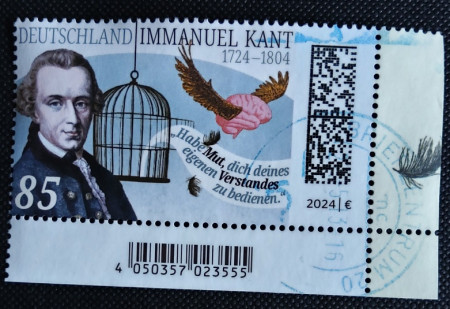 DEUTSCHLAND IMMANUEL KANT
1724–1804
„Habe Mut, dich deines
eigenen Verstandes
zu bedienen.“
85
2024 | €
4 050357 023555